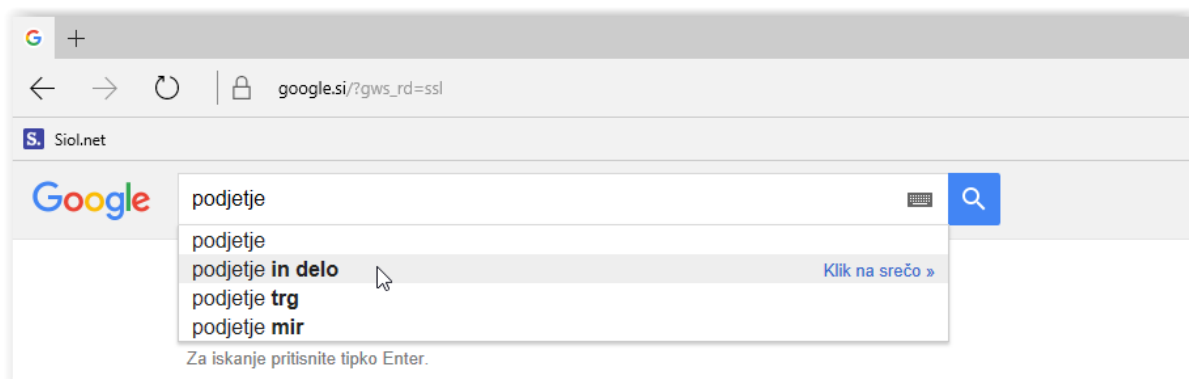 google.si/?gws_rd=ssl
S. Siol.net
Google podjetje
podjetje
podjetje in delo Klik na srečo »
podjetje trg
podjetje mir
Za iskanje pritisnite tipko Enter.